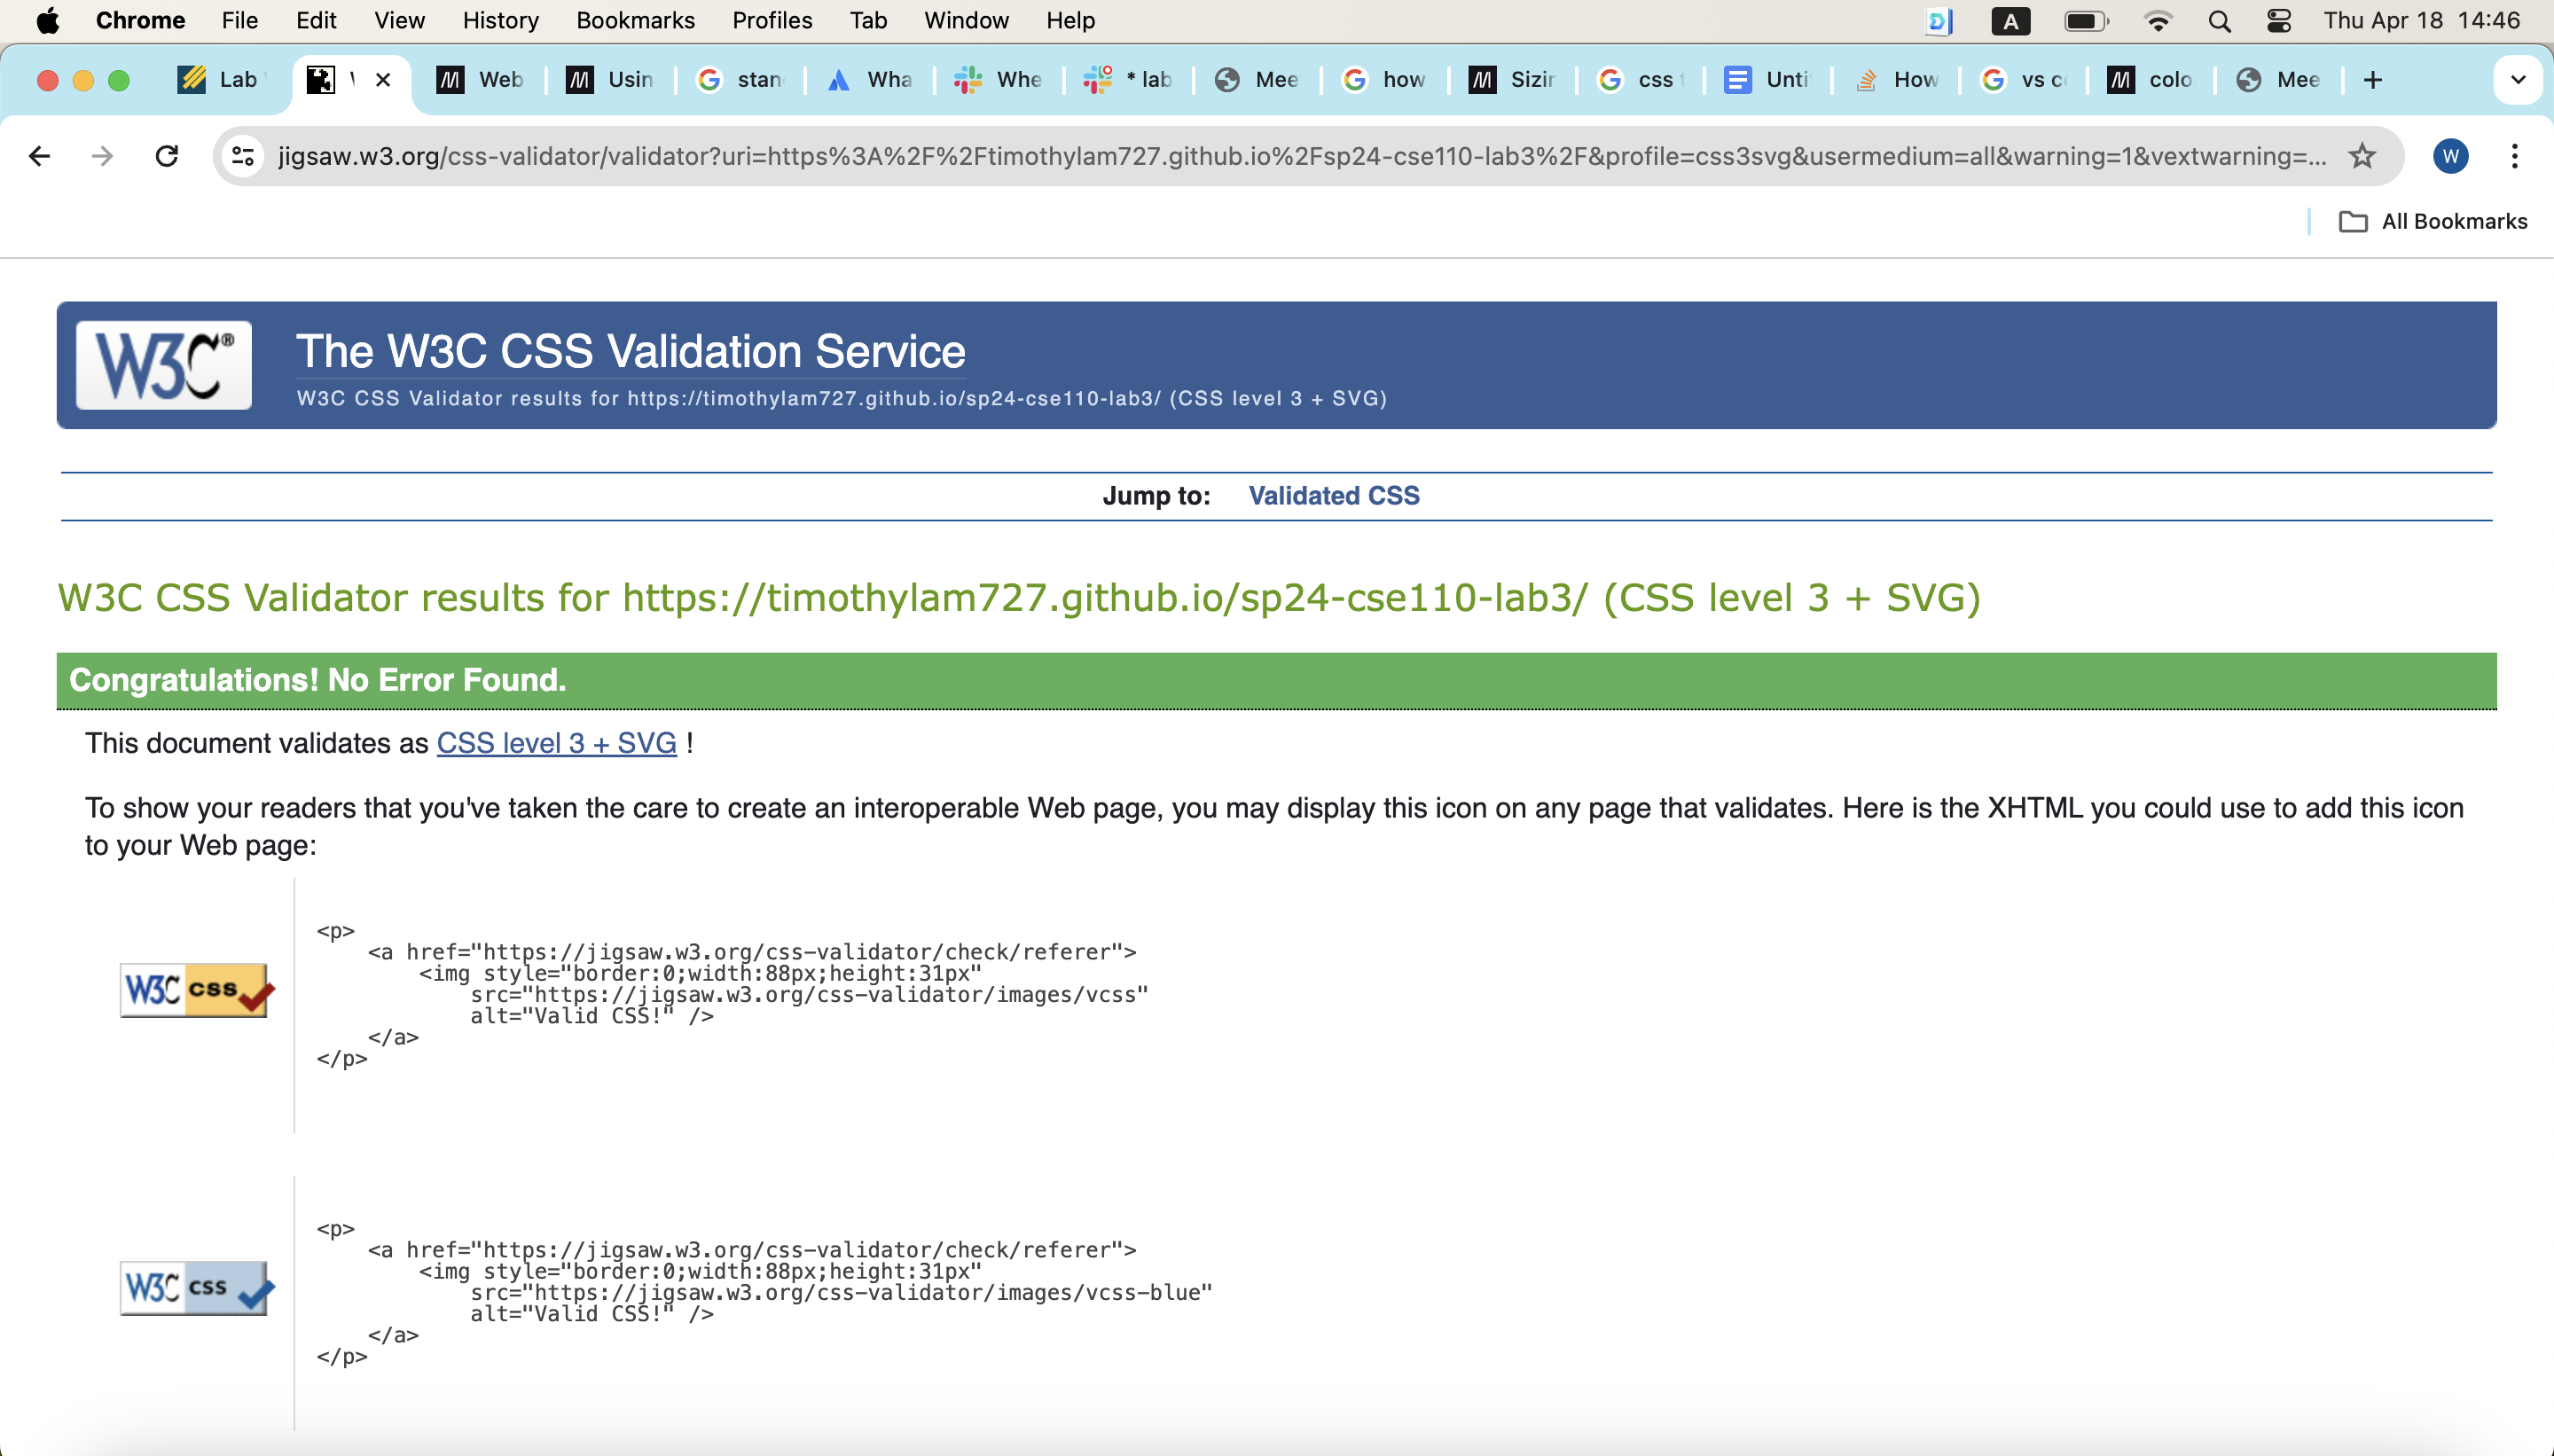 Chrome File Edit View History Bookmarks Profiles Tab Window Help A Thu Apr 18 14:46
Lab Web Usin stan Wha Whe * lab Mee how Sizin css Unti How vs c colo Mee
jigsaw.w3.org/css-validator/validator?uri=https%3A%2F%2Ftimothylam727.github.io%2Fsp24-cse110-lab3%2F&profile=css3svg&usermedium=all&warning=1&vextwarning=... W
All Bookmarks
W3C® The W3C CSS Validation Service
W3C CSS Validator results for https://timothylam727.github.io/sp24-cse110-lab3/ (CSS level 3 + SVG)
Jump to: Validated CSS
W3C CSS Validator results for https://timothylam727.github.io/sp24-cse110-lab3/ (CSS level 3 + SVG)
Congratulations! No Error Found.
This document validates as CSS level 3 + SVG !
To show your readers that you've taken the care to create an interoperable Web page, you may display this icon on any page that validates. Here is the XHTML you could use to add this icon
to your Web page:
<p>
<a href="https://jigsaw.w3.org/css-validator/check/referer">
<img style="border:0;width:88px;height:31px"
W3C css
src="https://jigsaw.w3.org/css-validator/images/vcss"
alt="Valid CSS!" />
</a>
</p>
<p>
<a href="https://jigsaw.w3.org/css-validator/check/referer">
<img style="border:0;width:88px;height:31px"
W3C css
src="https://jigsaw.w3.org/css-validator/images/vcss-blue"
alt="Valid CSS!" />
</a>
</p>